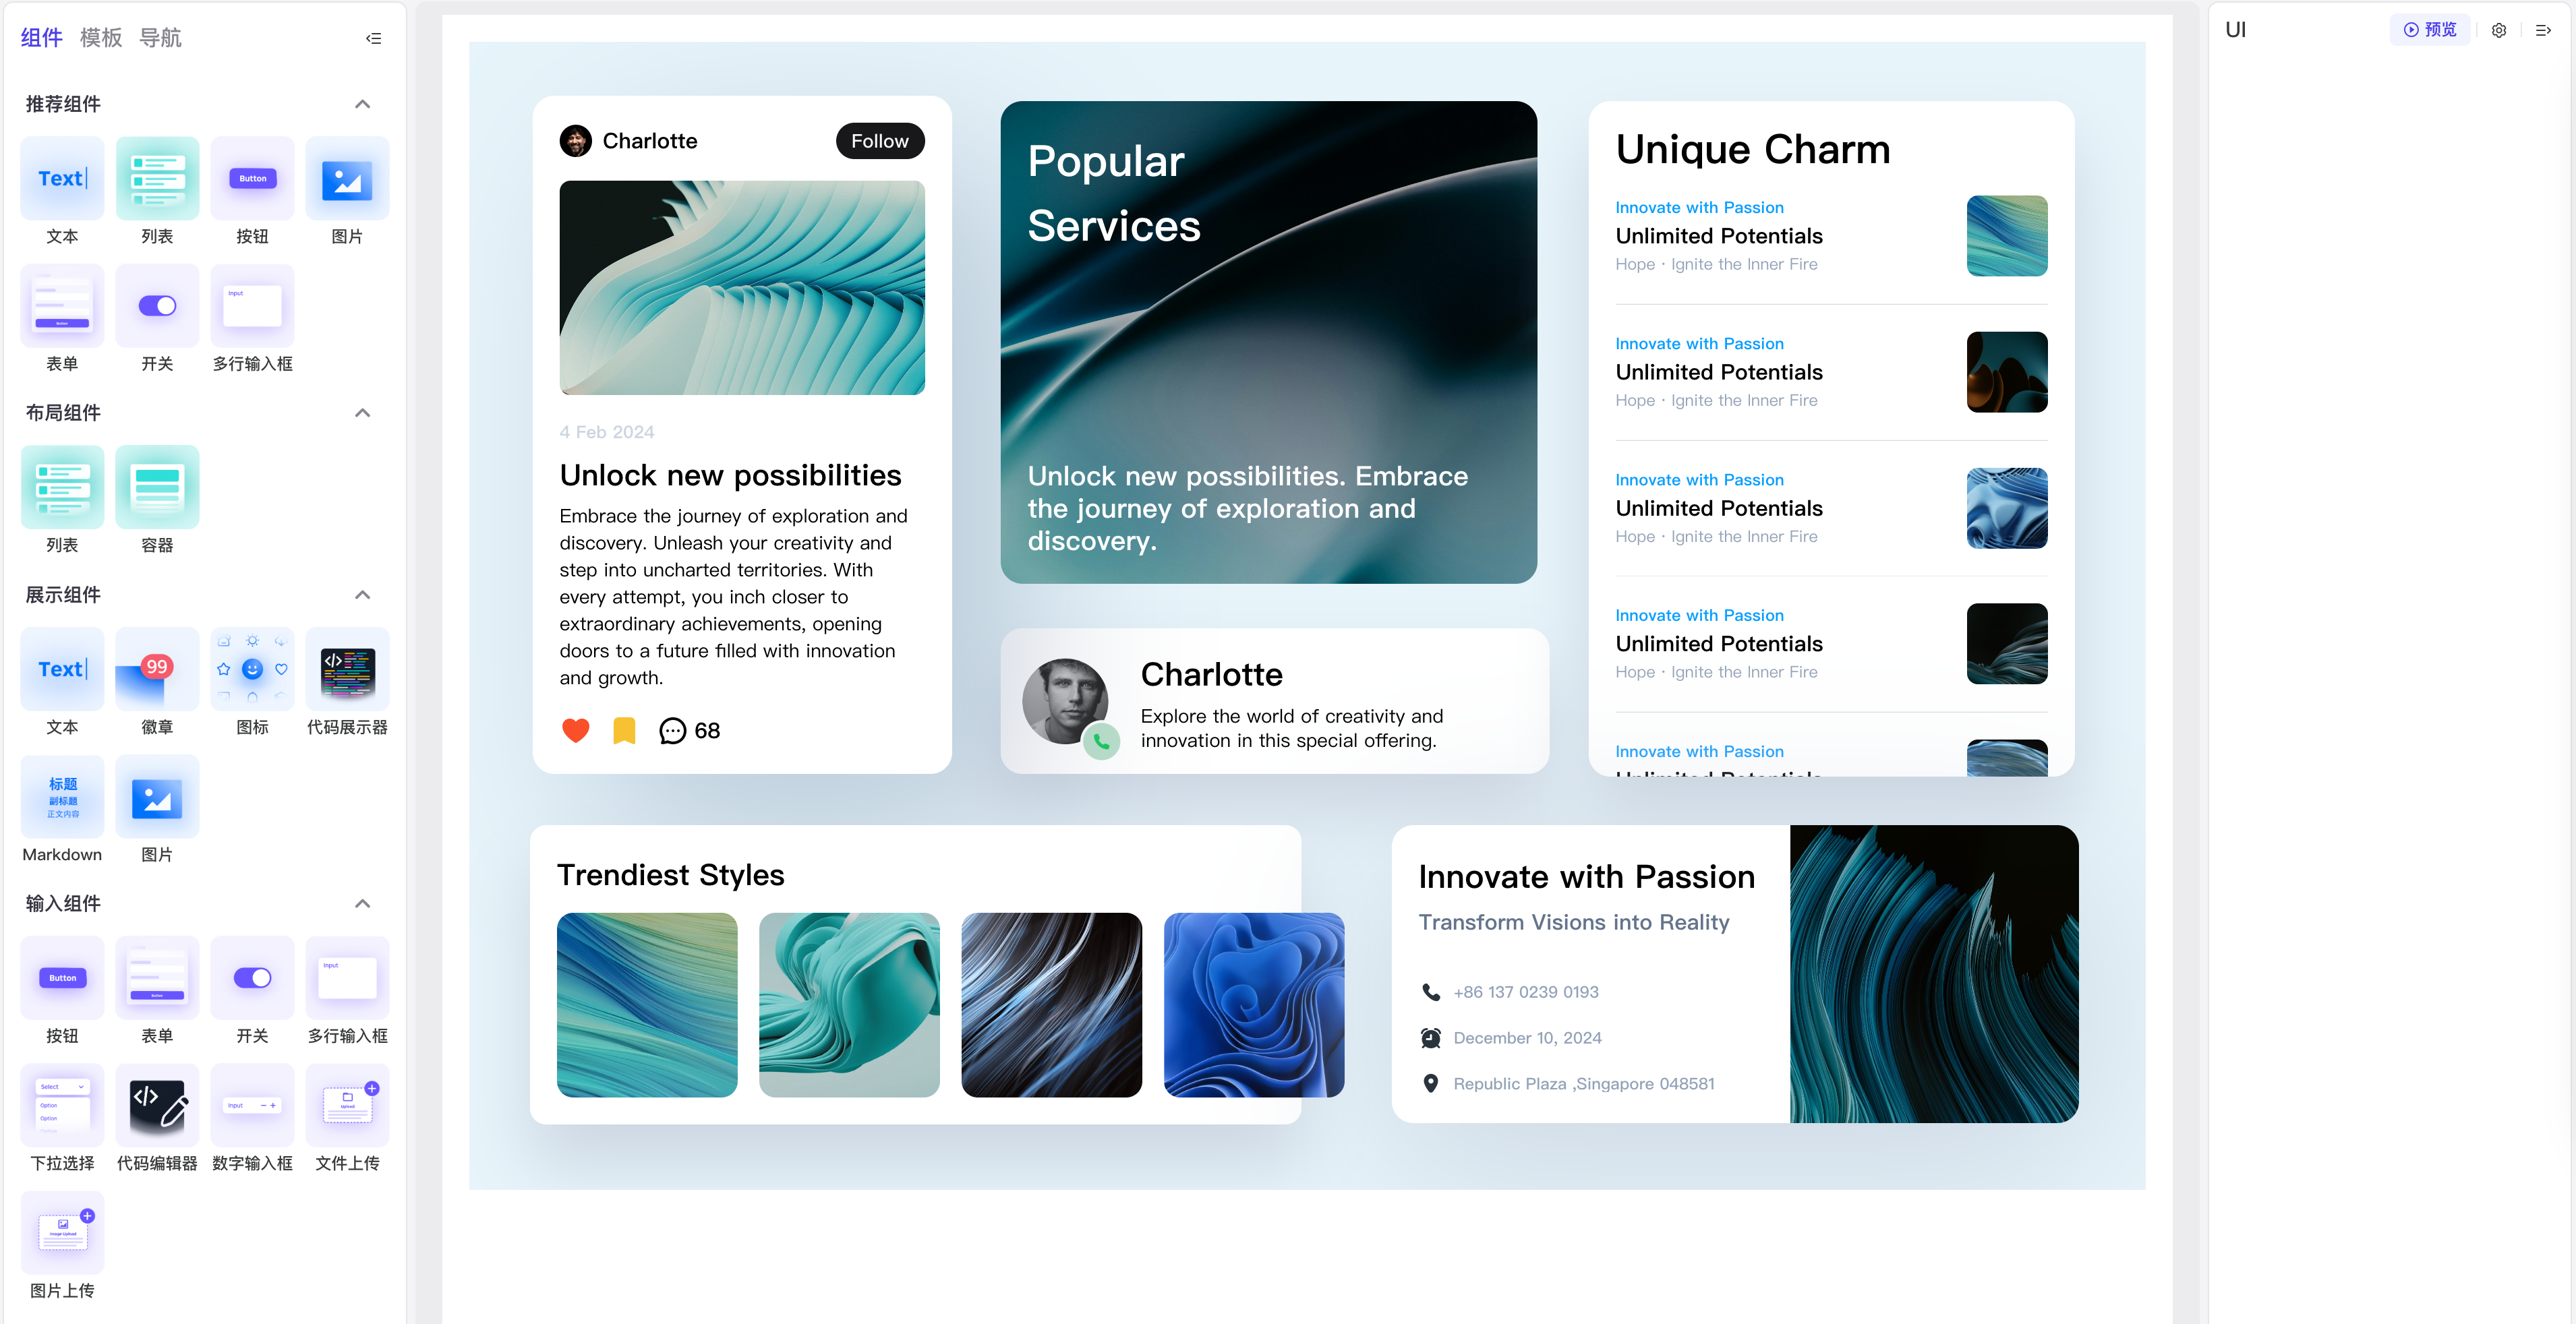 组件 模板 导航
推荐组件
Text
Button
文本 列表 按钮 图片
Button
Input
表单 开关 多行输入框
布局组件
列表 容器
展示组件
Text
99
文本 徽章 图标 代码展示器
标题
副标题
正文内容
Markdown 图片
输入组件
Button
Button
Input
按钮 表单 开关 多行输入框
Select
Option
Option
Input
Upload
下拉选择 代码编辑器 数字输入框 文件上传
Image Upload
图片上传
Charlotte
Follow
4 Feb 2024
Unlock new possibilities
Embrace the journey of exploration and
discovery. Unleash your creativity and
step into uncharted territories. With
every attempt, you inch closer to
extraordinary achievements, opening
doors to a future filled with innovation
and growth.
68
Popular
Services
Unlock new possibilities. Embrace
the journey of exploration and
discovery.
Charlotte
Explore the world of creativity and
innovation in this special offering.
Unique Charm
Innovate with Passion
Unlimited Potentials
Hope · Ignite the Inner Fire
Innovate with Passion
Unlimited Potentials
Hope · Ignite the Inner Fire
Innovate with Passion
Unlimited Potentials
Hope · Ignite the Inner Fire
Innovate with Passion
Unlimited Potentials
Hope · Ignite the Inner Fire
Innovate with Passion
Unlimited Potentials
Trendiest Styles
Innovate with Passion
Transform Visions into Reality
+86 137 0239 0193
December 10, 2024
Republic Plaza ,Singapore 048581
UI
预览